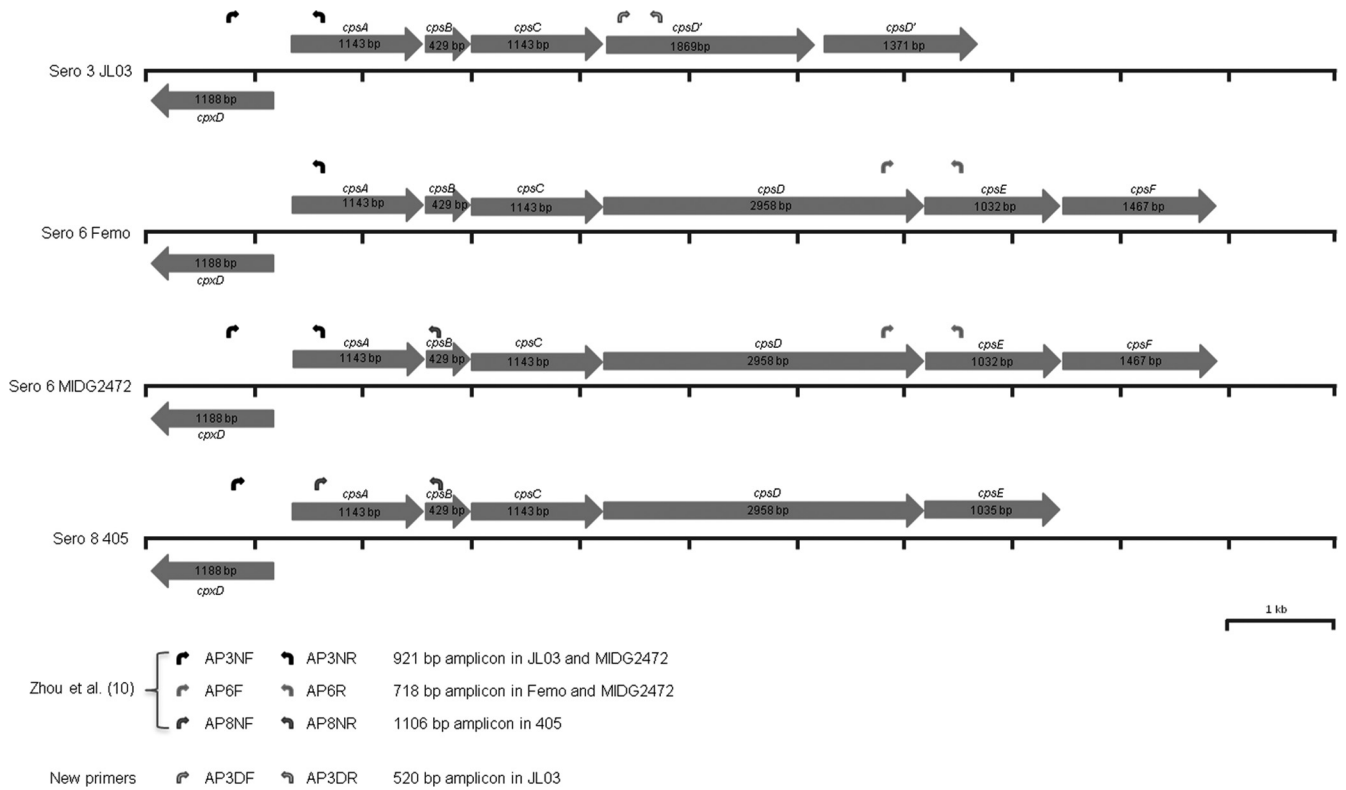 cpsA cpsB cpsC cpsD' cpsD'
1143 bp 429 bp 1143 bp 1869bp 1371 bp
Sero 3 JL03
1188 bp
cpxD
cpsA cpsB cpsC cpsD cpsE cpsF
1143 bp 429 bp 1143 bp 2958 bp 1032 bp 1467 bp
Sero 6 Femo
1188 bp
cpxD
cpsA cpsB cpsC cpsD cpsE cpsF
1143 bp 429 bp 1143 bp 2958 bp 1032 bp 1467 bp
Sero 6 MIDG2472
1188 bp
cpxD
cpsA cpsB cpsC cpsD cpsE
1143 bp 429 bp 1143 bp 2958 bp 1035 bp
Sero 8 405
1188 bp
cpxD
1 kb
AP3NF AP3NR 921 bp amplicon in JL03 and MIDG2472
Zhou et al. (10) AP6F AP6R 718 bp amplicon in Femo and MIDG2472
AP8NF AP8NR 1106 bp amplicon in 405
New primers AP3DF AP3DR 520 bp amplicon in JL03